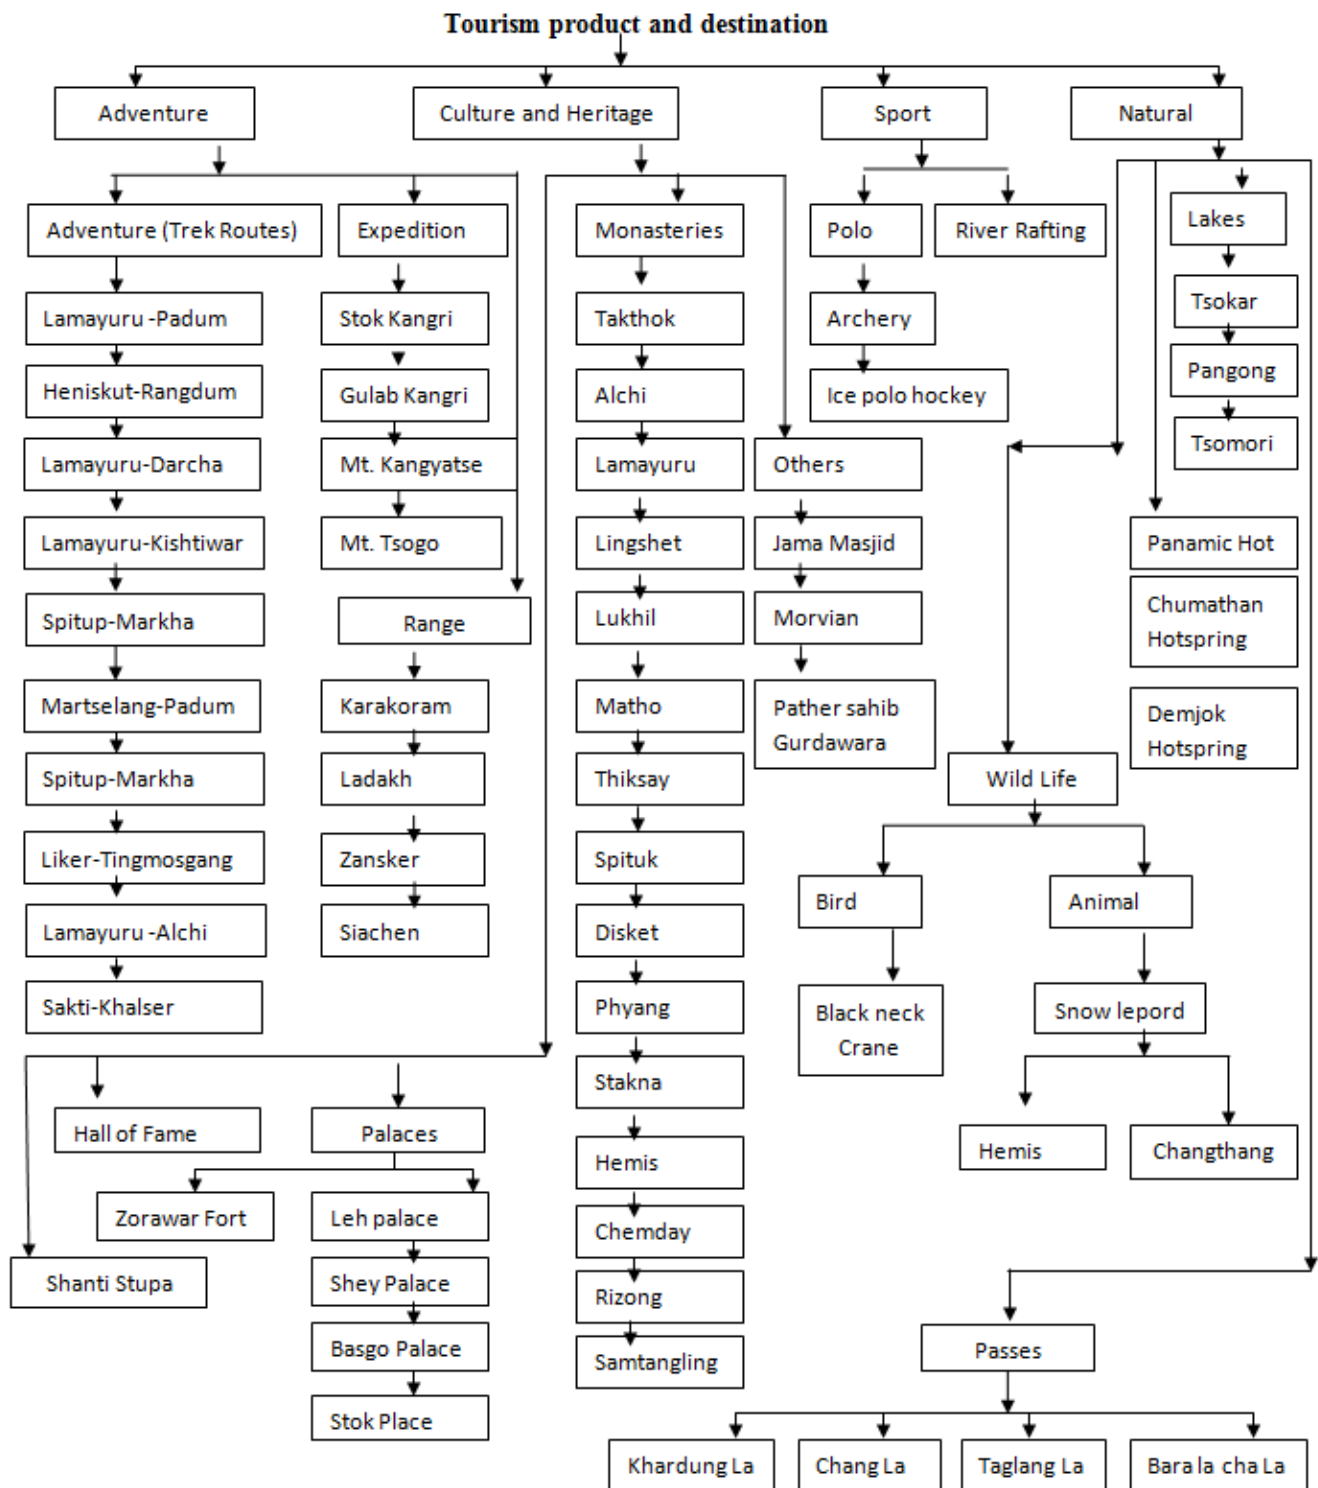 Tourism product and destination
Adventure
Culture and Heritage
Sport
Natural
Adventure (Trek Routes)
Lamayuru -Padum
Heniskut-Rangdum
Lamayuru-Darcha
Lamayuru-Kishtiwar
Spitup-Markha
Martselang-Padum
Spitup-Markha
Liker-Tingmosgang
Lamayuru -Alchi
Sakti-Khalser
Expedition
Stok Kangri
Gulab Kangri
Mt. Kangyatse
Mt. Tsogo
Range
Karakoram
Ladakh
Zansker
Siachen
Monasteries
Takthok
Alchi
Lamayuru
Lingshet
Lukhil
Matho
Thiksay
Spituk
Disket
Phyang
Stakna
Hemis
Chemday
Rizong
Samtangling
Others
Jama Masjid
Morvian
Pather sahib
Gurdawara
Hall of Fame
Palaces
Zorawar Fort
Leh palace
Shey Palace
Basgo Palace
Stok Place
Shanti Stupa
Polo
Archery
Ice polo hockey
River Rafting
Lakes
Tsokar
Pangong
Tsomori
Panamic Hot
Chumathan
Hotspring
Demjok
Hotspring
Wild Life
Bird
Black neck
Crane
Animal
Snow lepord
Hemis
Changthang
Passes
Khardung La
Chang La
Taglang La
Bara la cha La